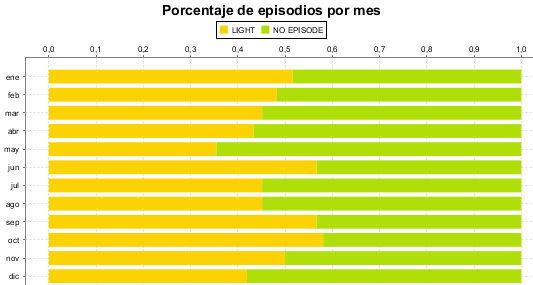 Porcentaje de episodios por mes
LIGHT NO EPISODE
0,0 0,1 0,2 0,3 0,4 0,5 0,6 0,7 0,8 0,9 1,0
ene
feb
mar
abr
may
jun
jul
ago
sep
oct
nov
dic